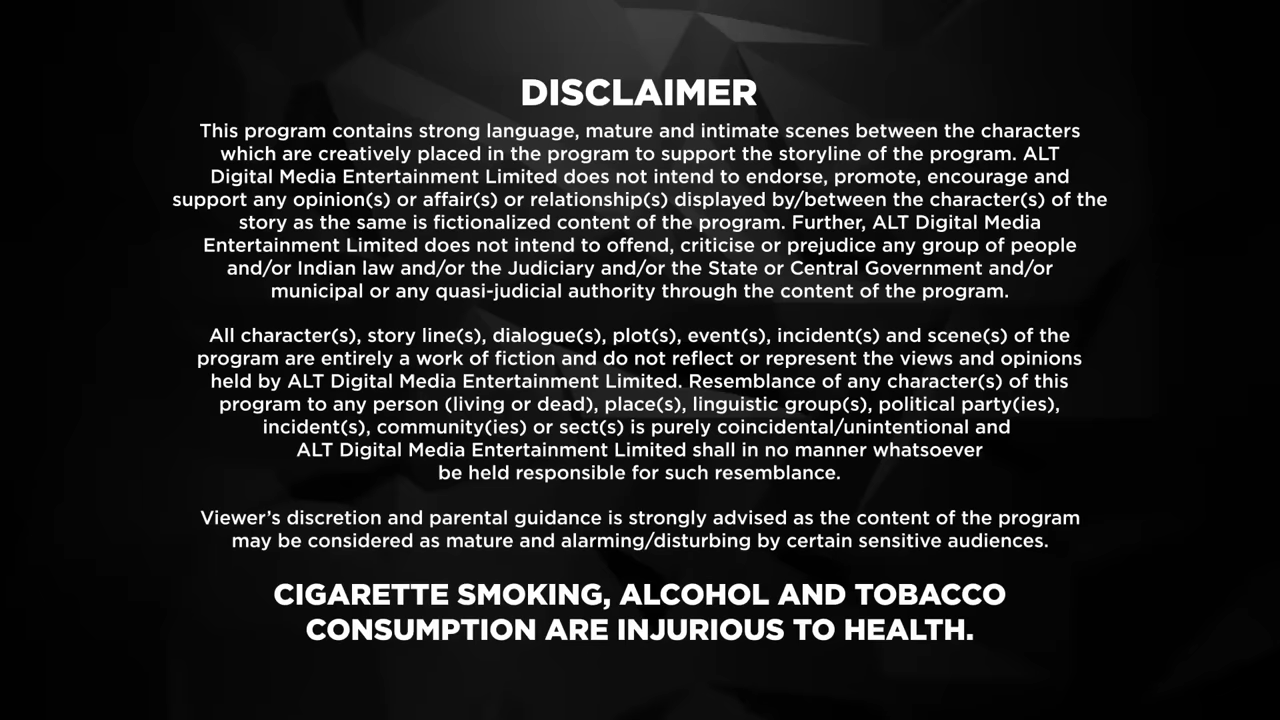 DISCLAIMER
This program contains strong language, mature and intimate scenes between the characters
which are creatively placed in the program to support the storyline of the program. ALT
Digital Media Entertainment Limited does not intend to endorse, promote, encourage and
support any opinion(s) or affair(s) or relationship(s) displayed by/between the character(s) of the
story as the same is fictionalized content of the program. Further, ALT Digital Media
Entertainment Limited does not intend to offend, criticise or prejudice any group of people
and/or Indian law and/or the Judiciary and/or the State or Central Government and/or
municipal or any quasi-judicial authority through the content of the program.
All character(s), story line(s), dialogue(s), plot(s), event(s), incident(s) and scene(s) of the
program are entirely a work of fiction and do not reflect or represent the views and opinions
held by ALT Digital Media Entertainment Limited. Resemblance of any character(s) of this
program to any person (living or dead), place(s), linguistic group(s), political party(ies),
incident(s), community(ies) or sect(s) is purely coincidental/unintentional and
ALT Digital Media Entertainment Limited shall in no manner whatsoever
be held responsible for such resemblance.
Viewer's discretion and parental guidance is strongly advised as the content of the program
may be considered as mature and alarming/disturbing by certain sensitive audiences.
CIGARETTE SMOKING, ALCOHOL AND TOBACCO
CONSUMPTION ARE INJURIOUS TO HEALTH.